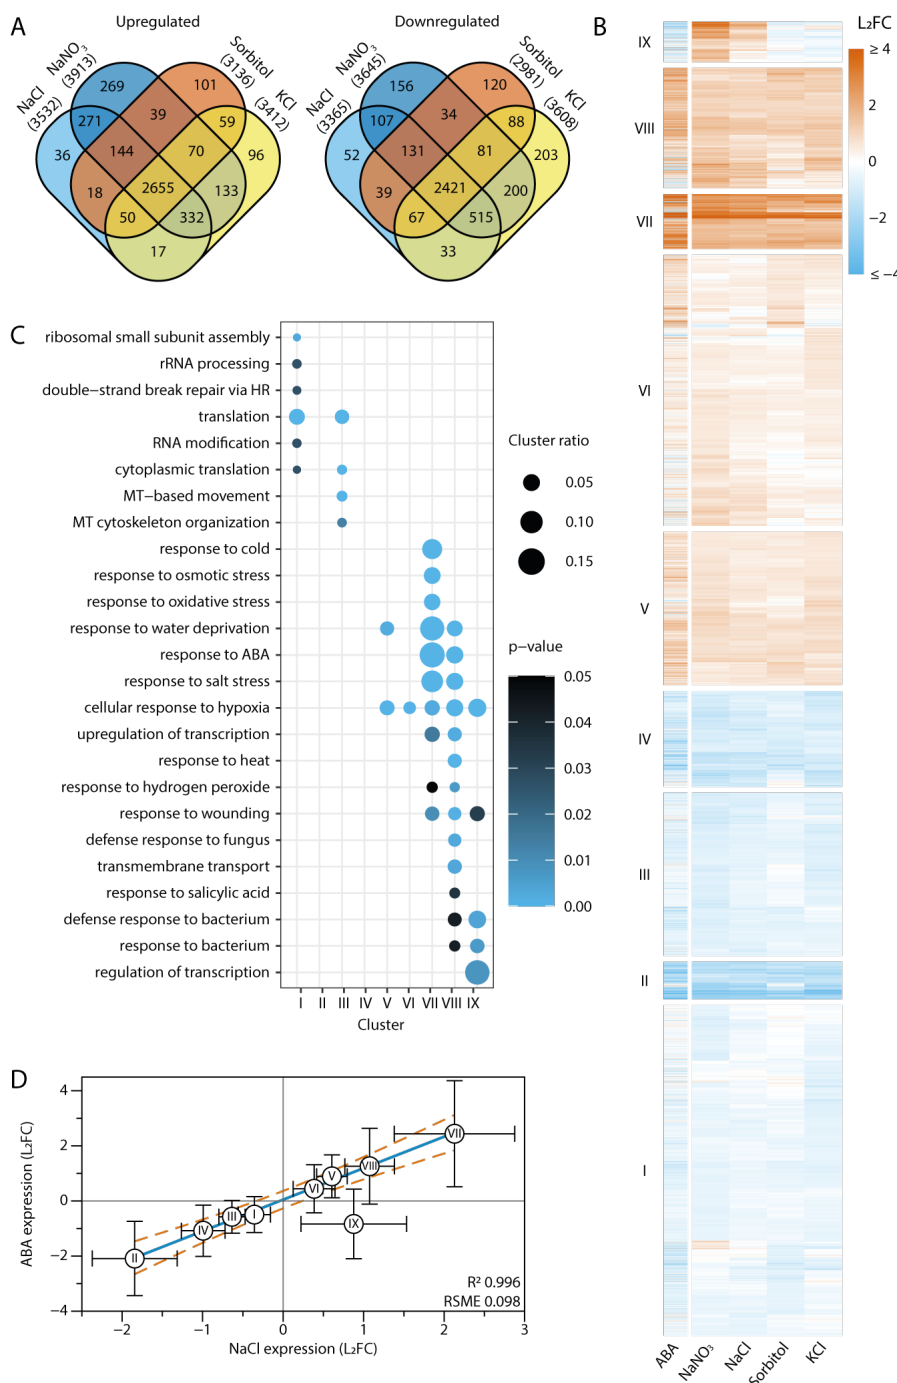 A
Upregulated
NaCl
(3532)
NaNO₃
(3913)
Sorbitol
(3136)
KCl
(3412)
269
101
271
39
59
36
144
70
96
18
2655
133
50
332
17
Downregulated
NaCl
(3365)
NaNO₃
(3645)
Sorbitol
(2981)
KCl
(3608)
156
120
107
34
88
52
131
81
203
39
2421
200
67
515
33
B
IX
VIII
VII
VI
V
IV
III
II
I
ABA
NaNO₃
NaCl
Sorbitol
KCl
L₂FC
≥ 4
2
0
−2
≤ −4
C
ribosomal small subunit assembly
rRNA processing
double−strand break repair via HR
translation
RNA modification
cytoplasmic translation
MT−based movement
MT cytoskeleton organization
response to cold
response to osmotic stress
response to oxidative stress
response to water deprivation
response to ABA
response to salt stress
cellular response to hypoxia
upregulation of transcription
response to heat
response to hydrogen peroxide
response to wounding
defense response to fungus
transmembrane transport
response to salicylic acid
defense response to bacterium
response to bacterium
regulation of transcription
I II III IV V VI VII VIII IX
Cluster
Cluster ratio
0.05
0.10
0.15
p−value
0.05
0.04
0.03
0.02
0.01
0.00
D
ABA expression (L₂FC)
4
2
0
−2
−4
II
IV
III
I
VI
V
VIII
IX
VII
R² 0.996
RSME 0.098
−2 −1 0 1 2 3
NaCl expression (L₂FC)